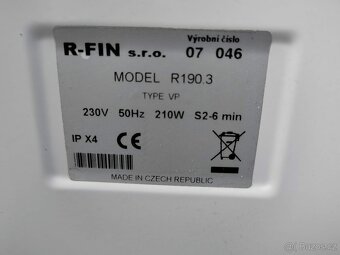 Výrobní číslo
R-FIN s.r.o. 07 046
MODEL R190.3
TYPE VP
230V 50Hz 210W S2-6 min
IP X4 CE
MADE IN CZECH REPUBLIC